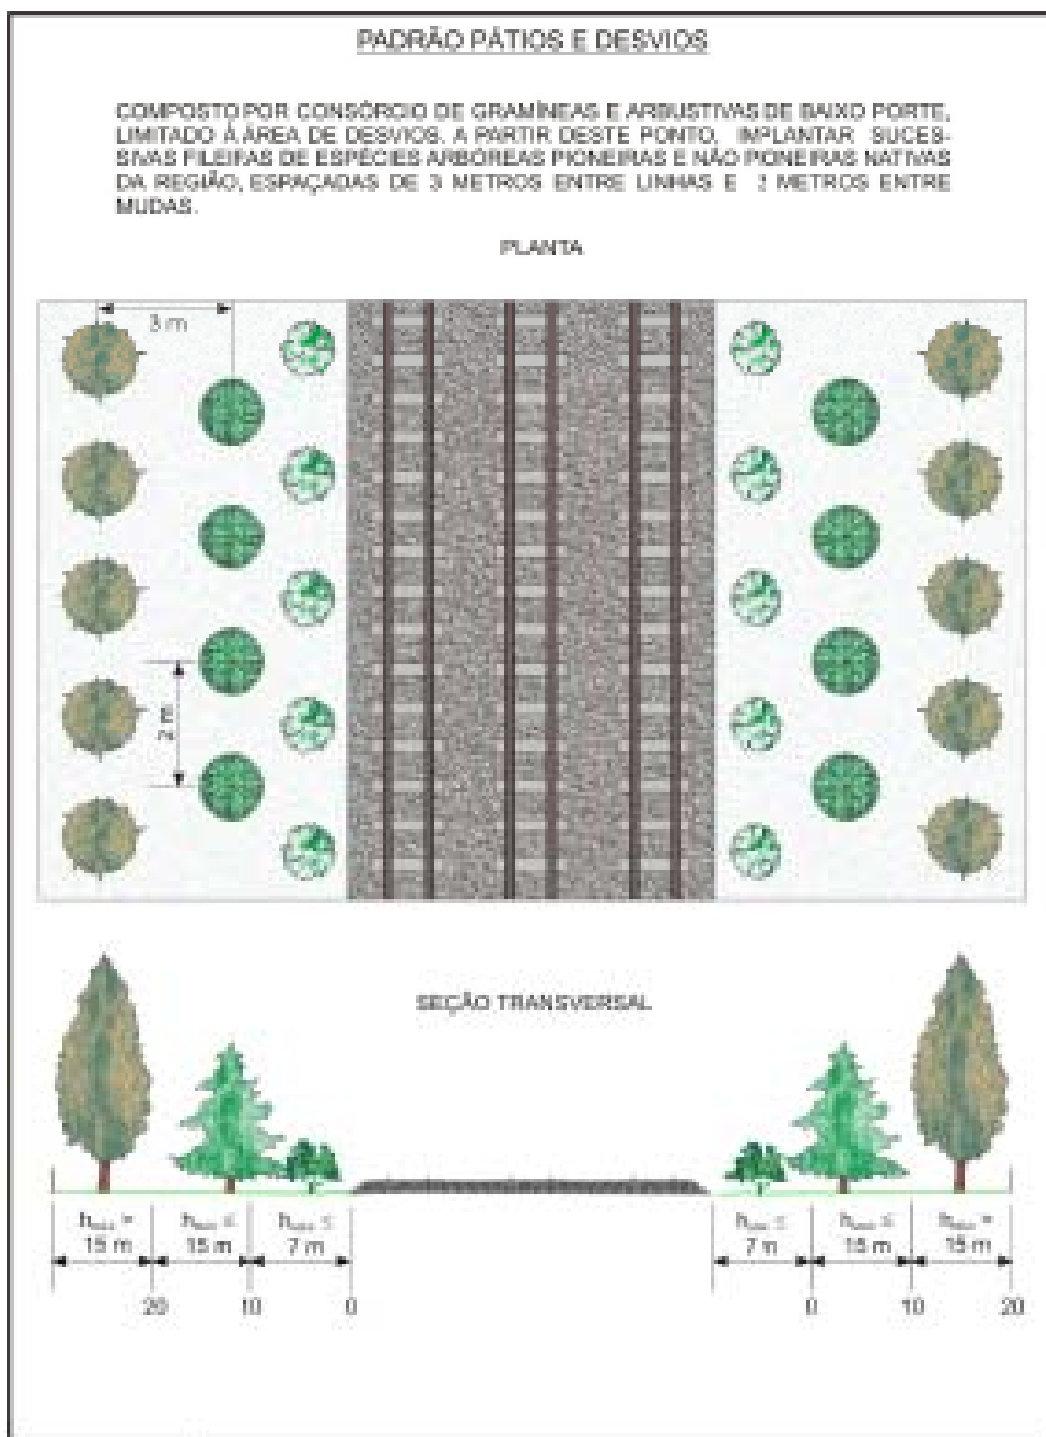 PADRÃO PÁTIOS E DESVIOS
COMPOSTO POR CONSÓRCIO DE GRAMÍNEAS E ARBUSTIVAS DE BAIXO PORTE,
LIMITADO À ÁREA DE DESVIOS. A PARTIR DESTE PONTO, IMPLANTAR SUCES-
SIVAS FILEIRAS DE ESPÉCIES ARBÓREAS PIONEIRAS E NÃO PIONEIRAS NATIVAS
DA REGIÃO, ESPAÇADAS DE 3 METROS ENTRE LINHAS E 2 METROS ENTRE
MUDAS.
PLANTA
3 m
2 m
SEÇÃO TRANSVERSAL
15 m 15 m 7 m 7 m 15 m 15 m
20 10 0 0 10 20